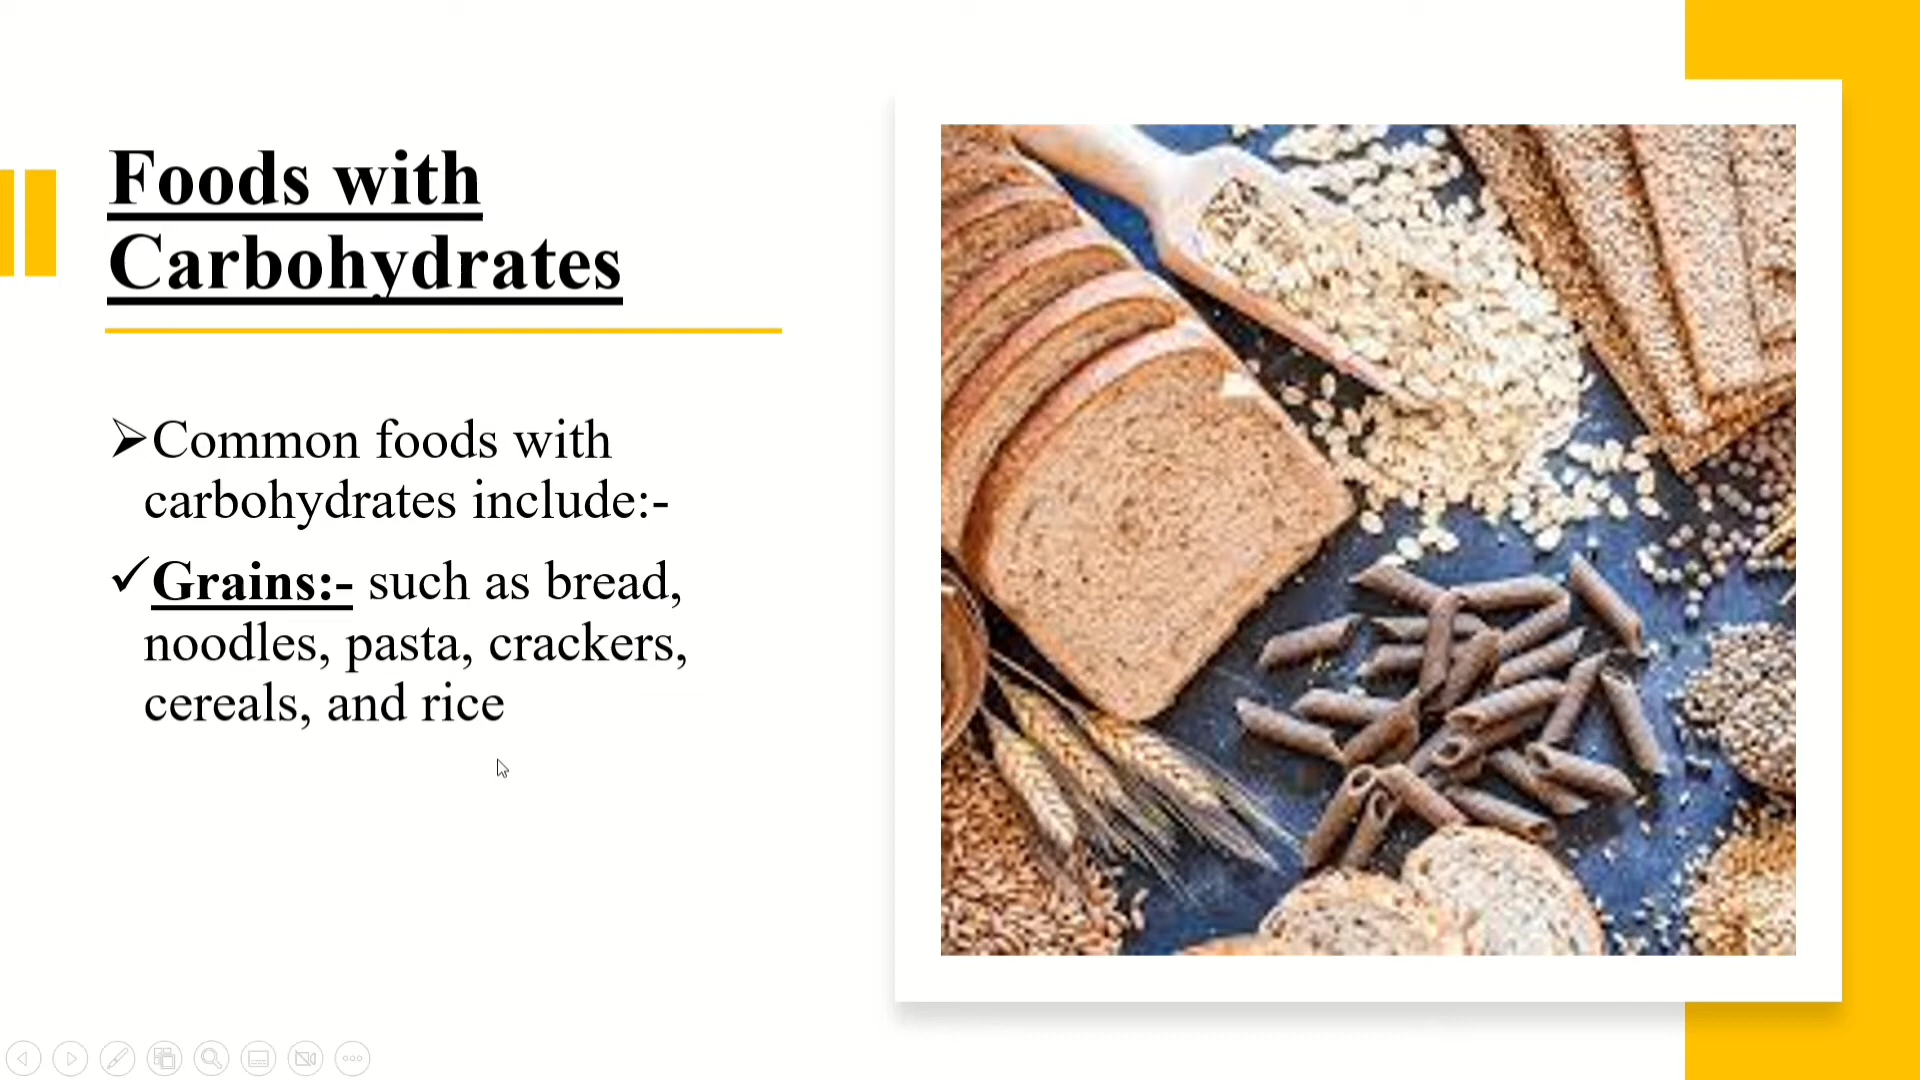 Foods with
Carbohydrates
➢Common foods with
carbohydrates include:-
✓Grains:- such as bread,
noodles, pasta, crackers,
cereals, and rice